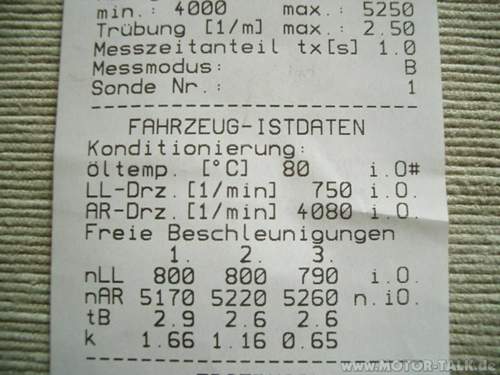 min.: 4000 max.: 5250
Trübung [1/m] max.: 2.50
Messzeitanteil tx[s] 1.0
Messmodus: B
Sonde Nr.: 1
FAHRZEUG-ISTDATEN
Konditionierung:
öltemp. [°C] 80 i.O#
LL-Drz.[1/min] 750 i.O.
AR-Drz.[1/min] 4080 i.O.
Freie Beschleunigungen
1. 2. 3.
nLL 800 800 790 i.O.
nAR 5170 5220 5260 n.iO.
tB 2.9 2.6 2.6
k 1.66 1.16 0.65
www.MOTOR-TALK.de